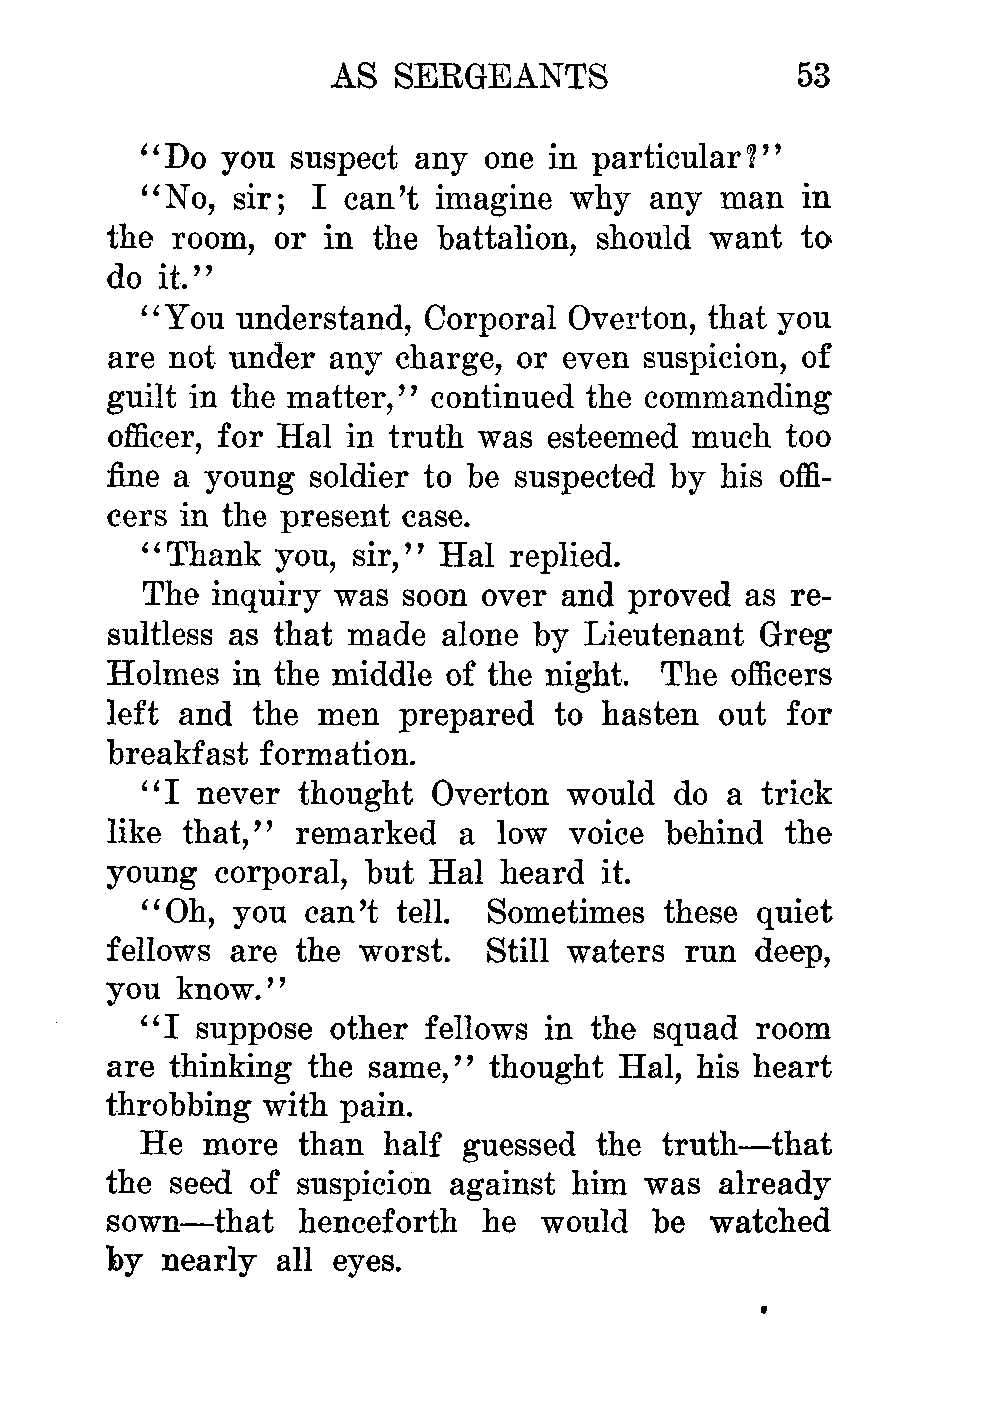 AS SERGEANTS 53
"Do you suspect any one in particular?"
"No, sir; I can't imagine why any man in
the room, or in the battalion, should want to
do it."
"You understand, Corporal Overton, that you
are not under any charge, or even suspicion, of
guilt in the matter," continued the commanding
officer, for Hal in truth was esteemed much too
fine a young soldier to be suspected by his offi-
cers in the present case.
"Thank you, sir," Hal replied.
The inquiry was soon over and proved as re-
sultless as that made alone by Lieutenant Greg
Holmes in the middle of the night. The officers
left and the men prepared to hasten out for
breakfast formation.
"I never thought Overton would do a trick
like that," remarked a low voice behind the
young corporal, but Hal heard it.
"Oh, you can't tell. Sometimes these quiet
fellows are the worst. Still waters run deep,
you know."
"I suppose other fellows in the squad room
are thinking the same," thought Hal, his heart
throbbing with pain.
He more than half guessed the truth—that
the seed of suspicion against him was already
sown—that henceforth he would be watched
by nearly all eyes.